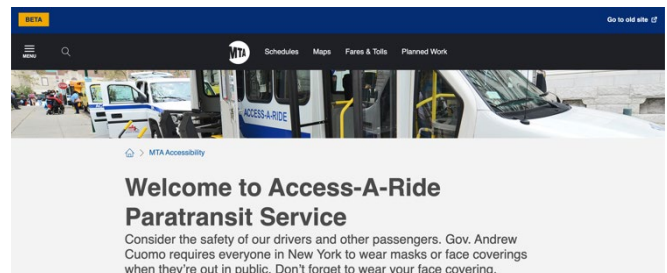 BETA
Go to old site
MENU
MTA
Schedules Maps Fares & Tolls Planned Work
ACCESS-A-RIDE
MTA Accessibility
Welcome to Access-A-Ride
Paratransit Service
Consider the safety of our drivers and other passengers. Gov. Andrew
Cuomo requires everyone in New York to wear masks or face coverings
when they're out in public. Don't forget to wear your face covering.